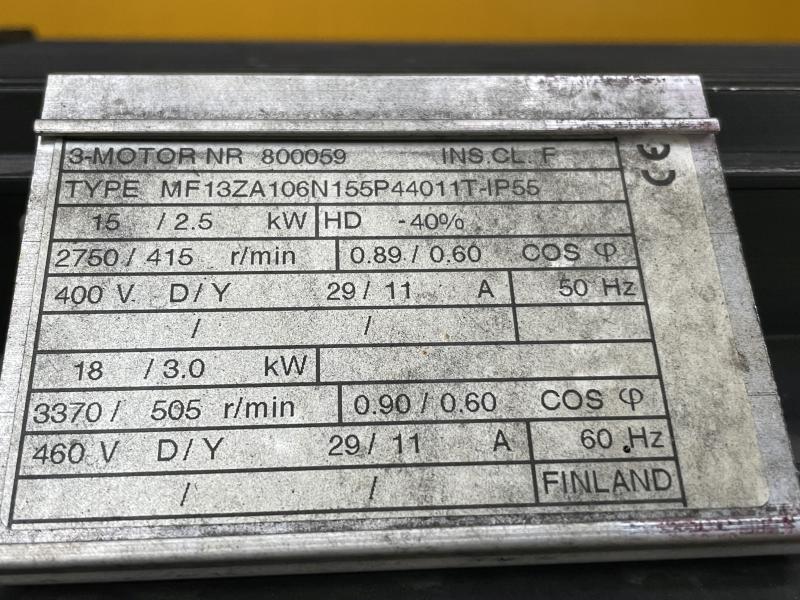 3-MOTOR NR 800059 INS.CL. F CE
TYPE MF13ZA106N155P44011T-IP55
15 / 2.5 kW HD -40%
2750 / 415 r/min 0.89 / 0.60 COS φ
400 V D/Y 29 / 11 A 50 Hz
/ /
18 / 3.0 kW
3370 / 505 r/min 0.90 / 0.60 COS φ
460 V D/Y 29 / 11 A 60 Hz
/ / FINLAND